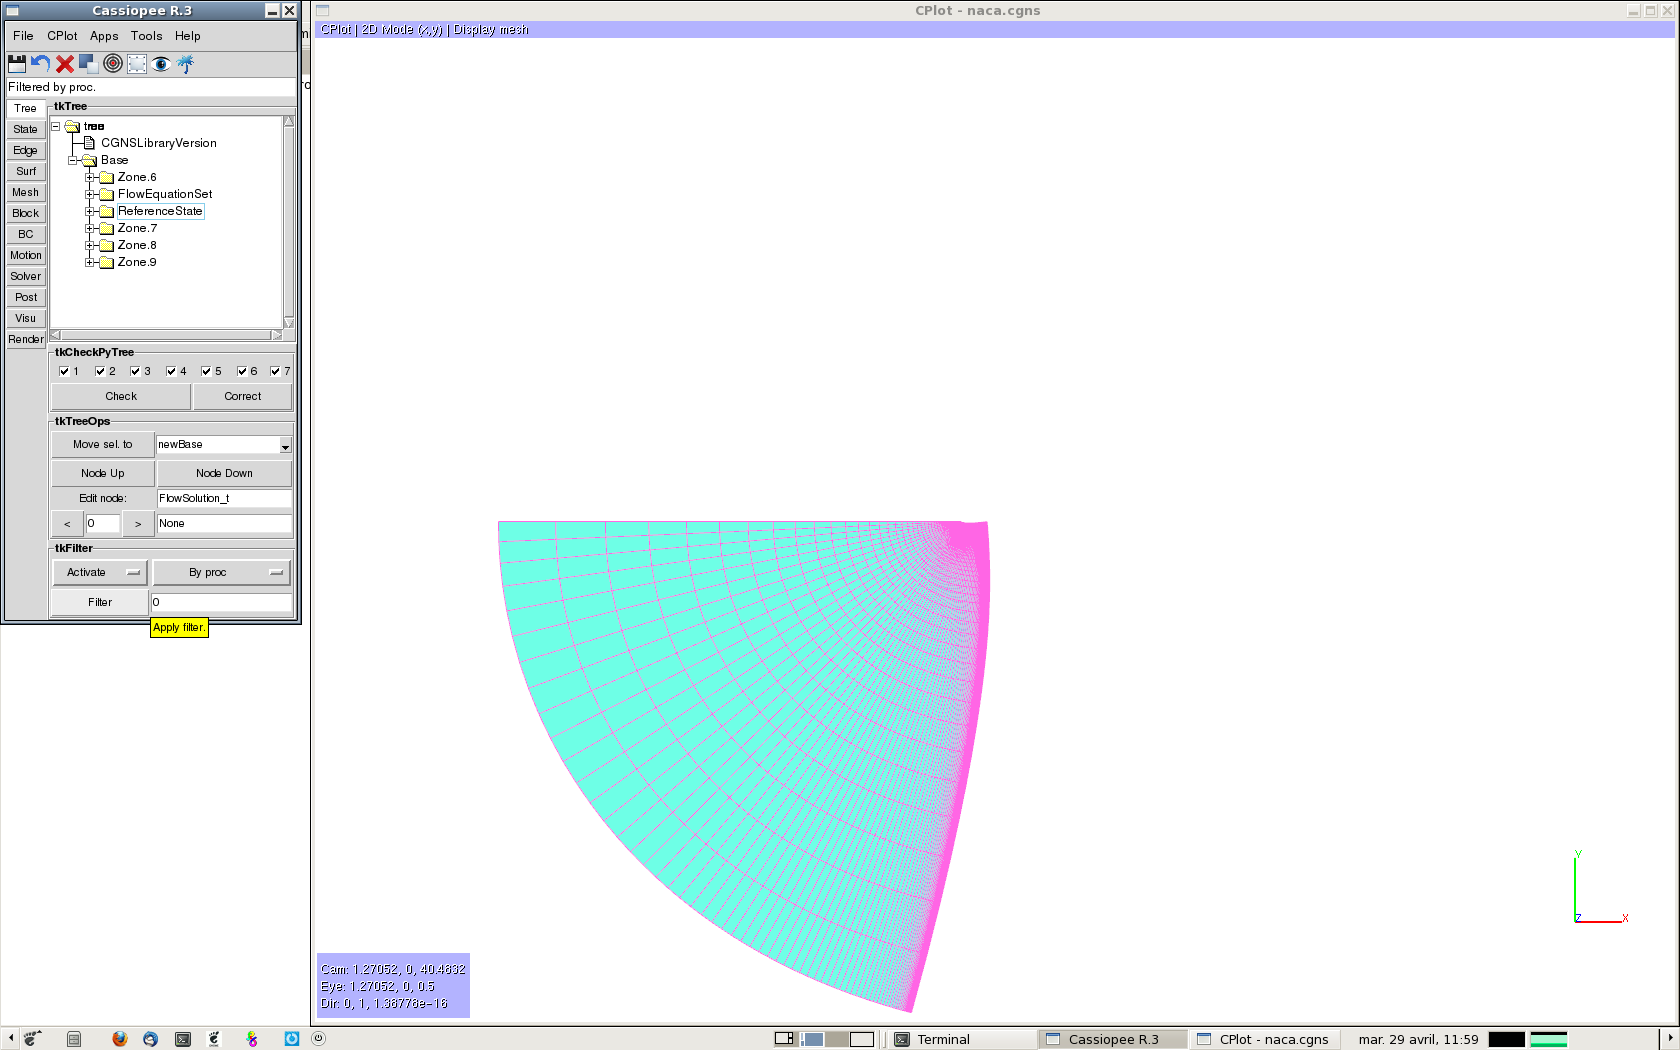 Cassiopee R.3
File CPlot Apps Tools Help
Filtered by proc.
Tree
State
Edge
Surf
Mesh
Block
BC
Motion
Solver
Post
Visu
Render
tkTree
tree
CGNSLibraryVersion
Base
Zone.6
FlowEquationSet
ReferenceState
Zone.7
Zone.8
Zone.9
tkCheckPyTree
1 2 3 4 5 6 7
Check Correct
tkTreeOps
Move sel. to newBase
Node Up Node Down
Edit node: FlowSolution_t
< 0 > None
tkFilter
Activate By proc
Filter 0
Apply filter.
CPlot - naca.cgns
CPlot | 2D Mode (x,y) | Display mesh
Y
Z X
Cam: 1.27052, 0, 40.4832
Eye: 1.27052, 0, 0.5
Dir: 0, 1, 1.38778e-16
Terminal Cassiopee R.3 CPlot - naca.cgns mar. 29 avril, 11:59